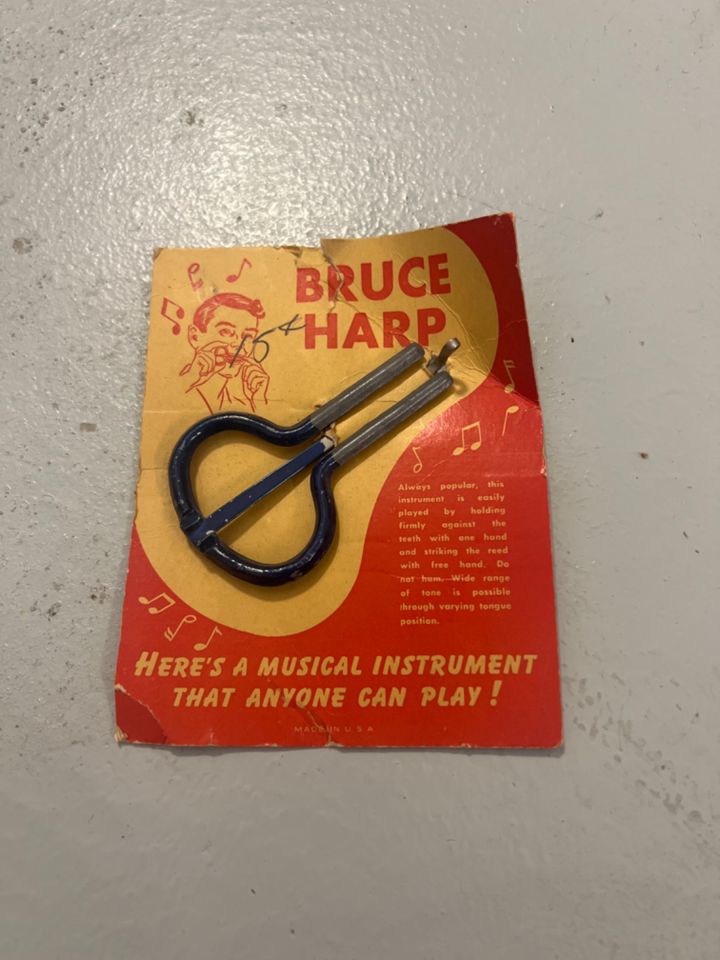 BRUCE
HARP
15¢
Always popular, this
instrument is easily
played by holding
firmly against the
teeth with one hand
and striking the reed
with free hand. Do
not hum. Wide range
of tone is possible
through varying tongue
position.
HERE'S A MUSICAL INSTRUMENT
THAT ANYONE CAN PLAY!
MADE IN U.S.A.